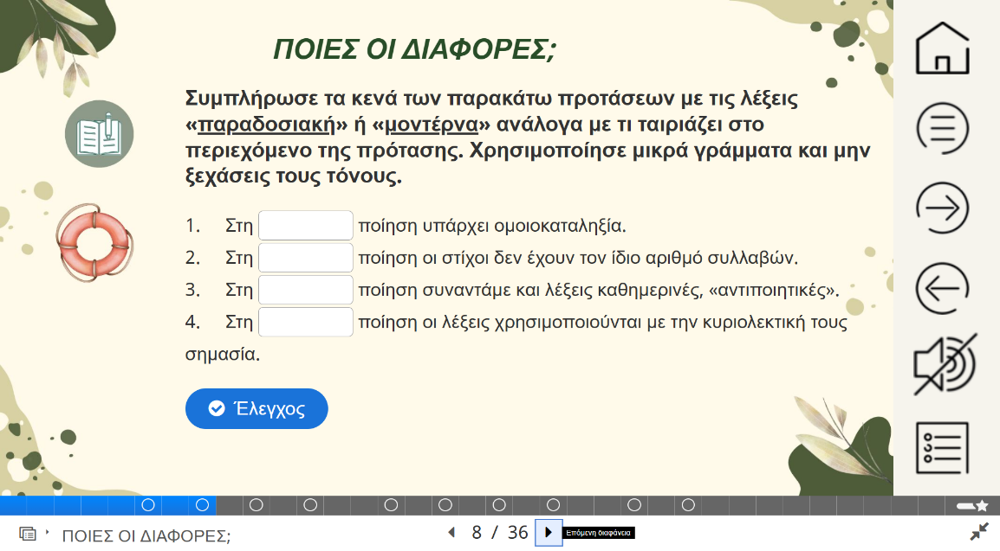 ΠΟΙΕΣ ΟΙ ΔΙΑΦΟΡΕΣ;
Συμπλήρωσε τα κενά των παρακάτω προτάσεων με τις λέξεις
«παραδοσιακή» ή «μοντέρνα» ανάλογα με τι ταιριάζει στο
περιεχόμενο της πρότασης. Χρησιμοποίησε μικρά γράμματα και μην
ξεχάσεις τους τόνους.
1. Στη ποίηση υπάρχει ομοιοκαταληξία.
2. Στη ποίηση οι στίχοι δεν έχουν τον ίδιο αριθμό συλλαβών.
3. Στη ποίηση συναντάμε και λέξεις καθημερινές, «αντιποιητικές».
4. Στη ποίηση οι λέξεις χρησιμοποιούνται με την κυριολεκτική τους
σημασία.
Έλεγχος
ΠΟΙΕΣ ΟΙ ΔΙΑΦΟΡΕΣ;
8 / 36
Επόμενη διαφάνεια